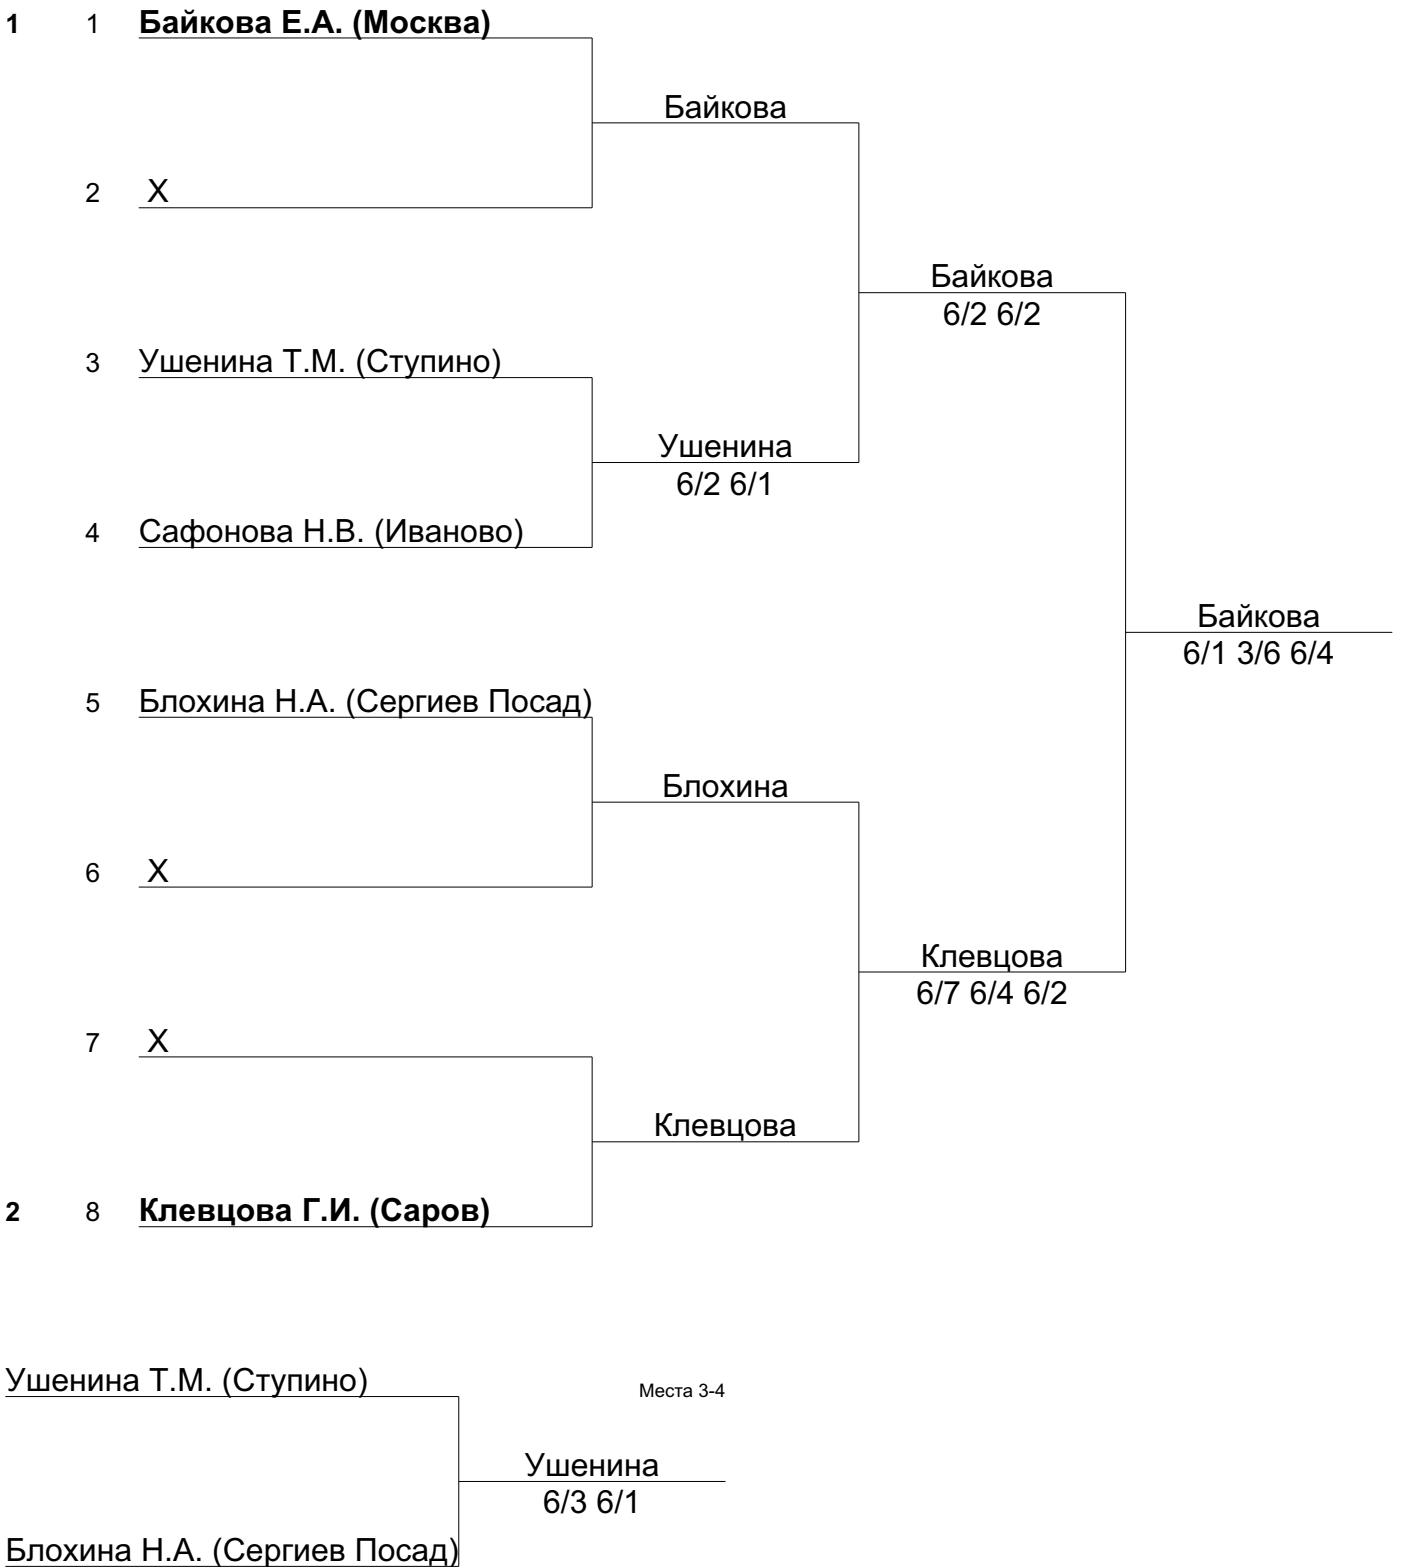 1 1 Байкова Е.А. (Москва)
Байкова
2 X
Байкова
6/2 6/2
3 Ушенина Т.М. (Ступино)
Ушенина
6/2 6/1
4 Сафонова Н.В. (Иваново)
Байкова
6/1 3/6 6/4
5 Блохина Н.А. (Сергиев Посад)
Блохина
6 X
Клевцова
6/7 6/4 6/2
7 X
Клевцова
2 8 Клевцова Г.И. (Саров)
Ушенина Т.М. (Ступино)
Места 3-4
Ушенина
6/3 6/1
Блохина Н.А. (Сергиев Посад)